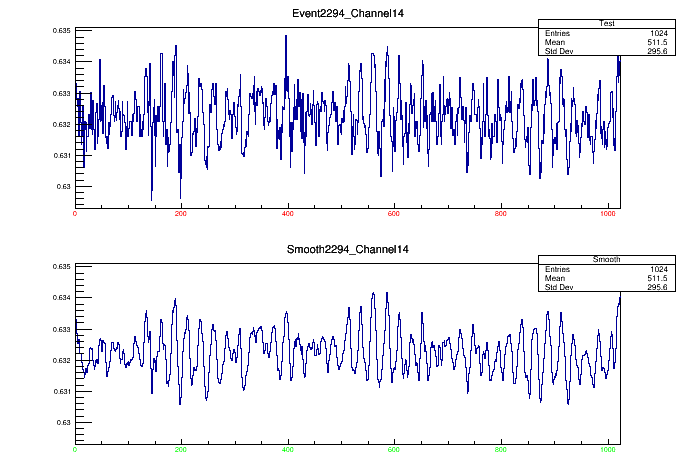 Event2294_Channel14
Test
Entries 1024
Mean 511.5
Std Dev 295.6
0.635
0.634
0.633
0.632
0.631
0.63
0 200 400 600 800 1000
Smooth2294_Channel14
Smooth
Entries 1024
Mean 511.5
Std Dev 295.6
0.635
0.634
0.633
0.632
0.631
0.63
0 200 400 600 800 1000